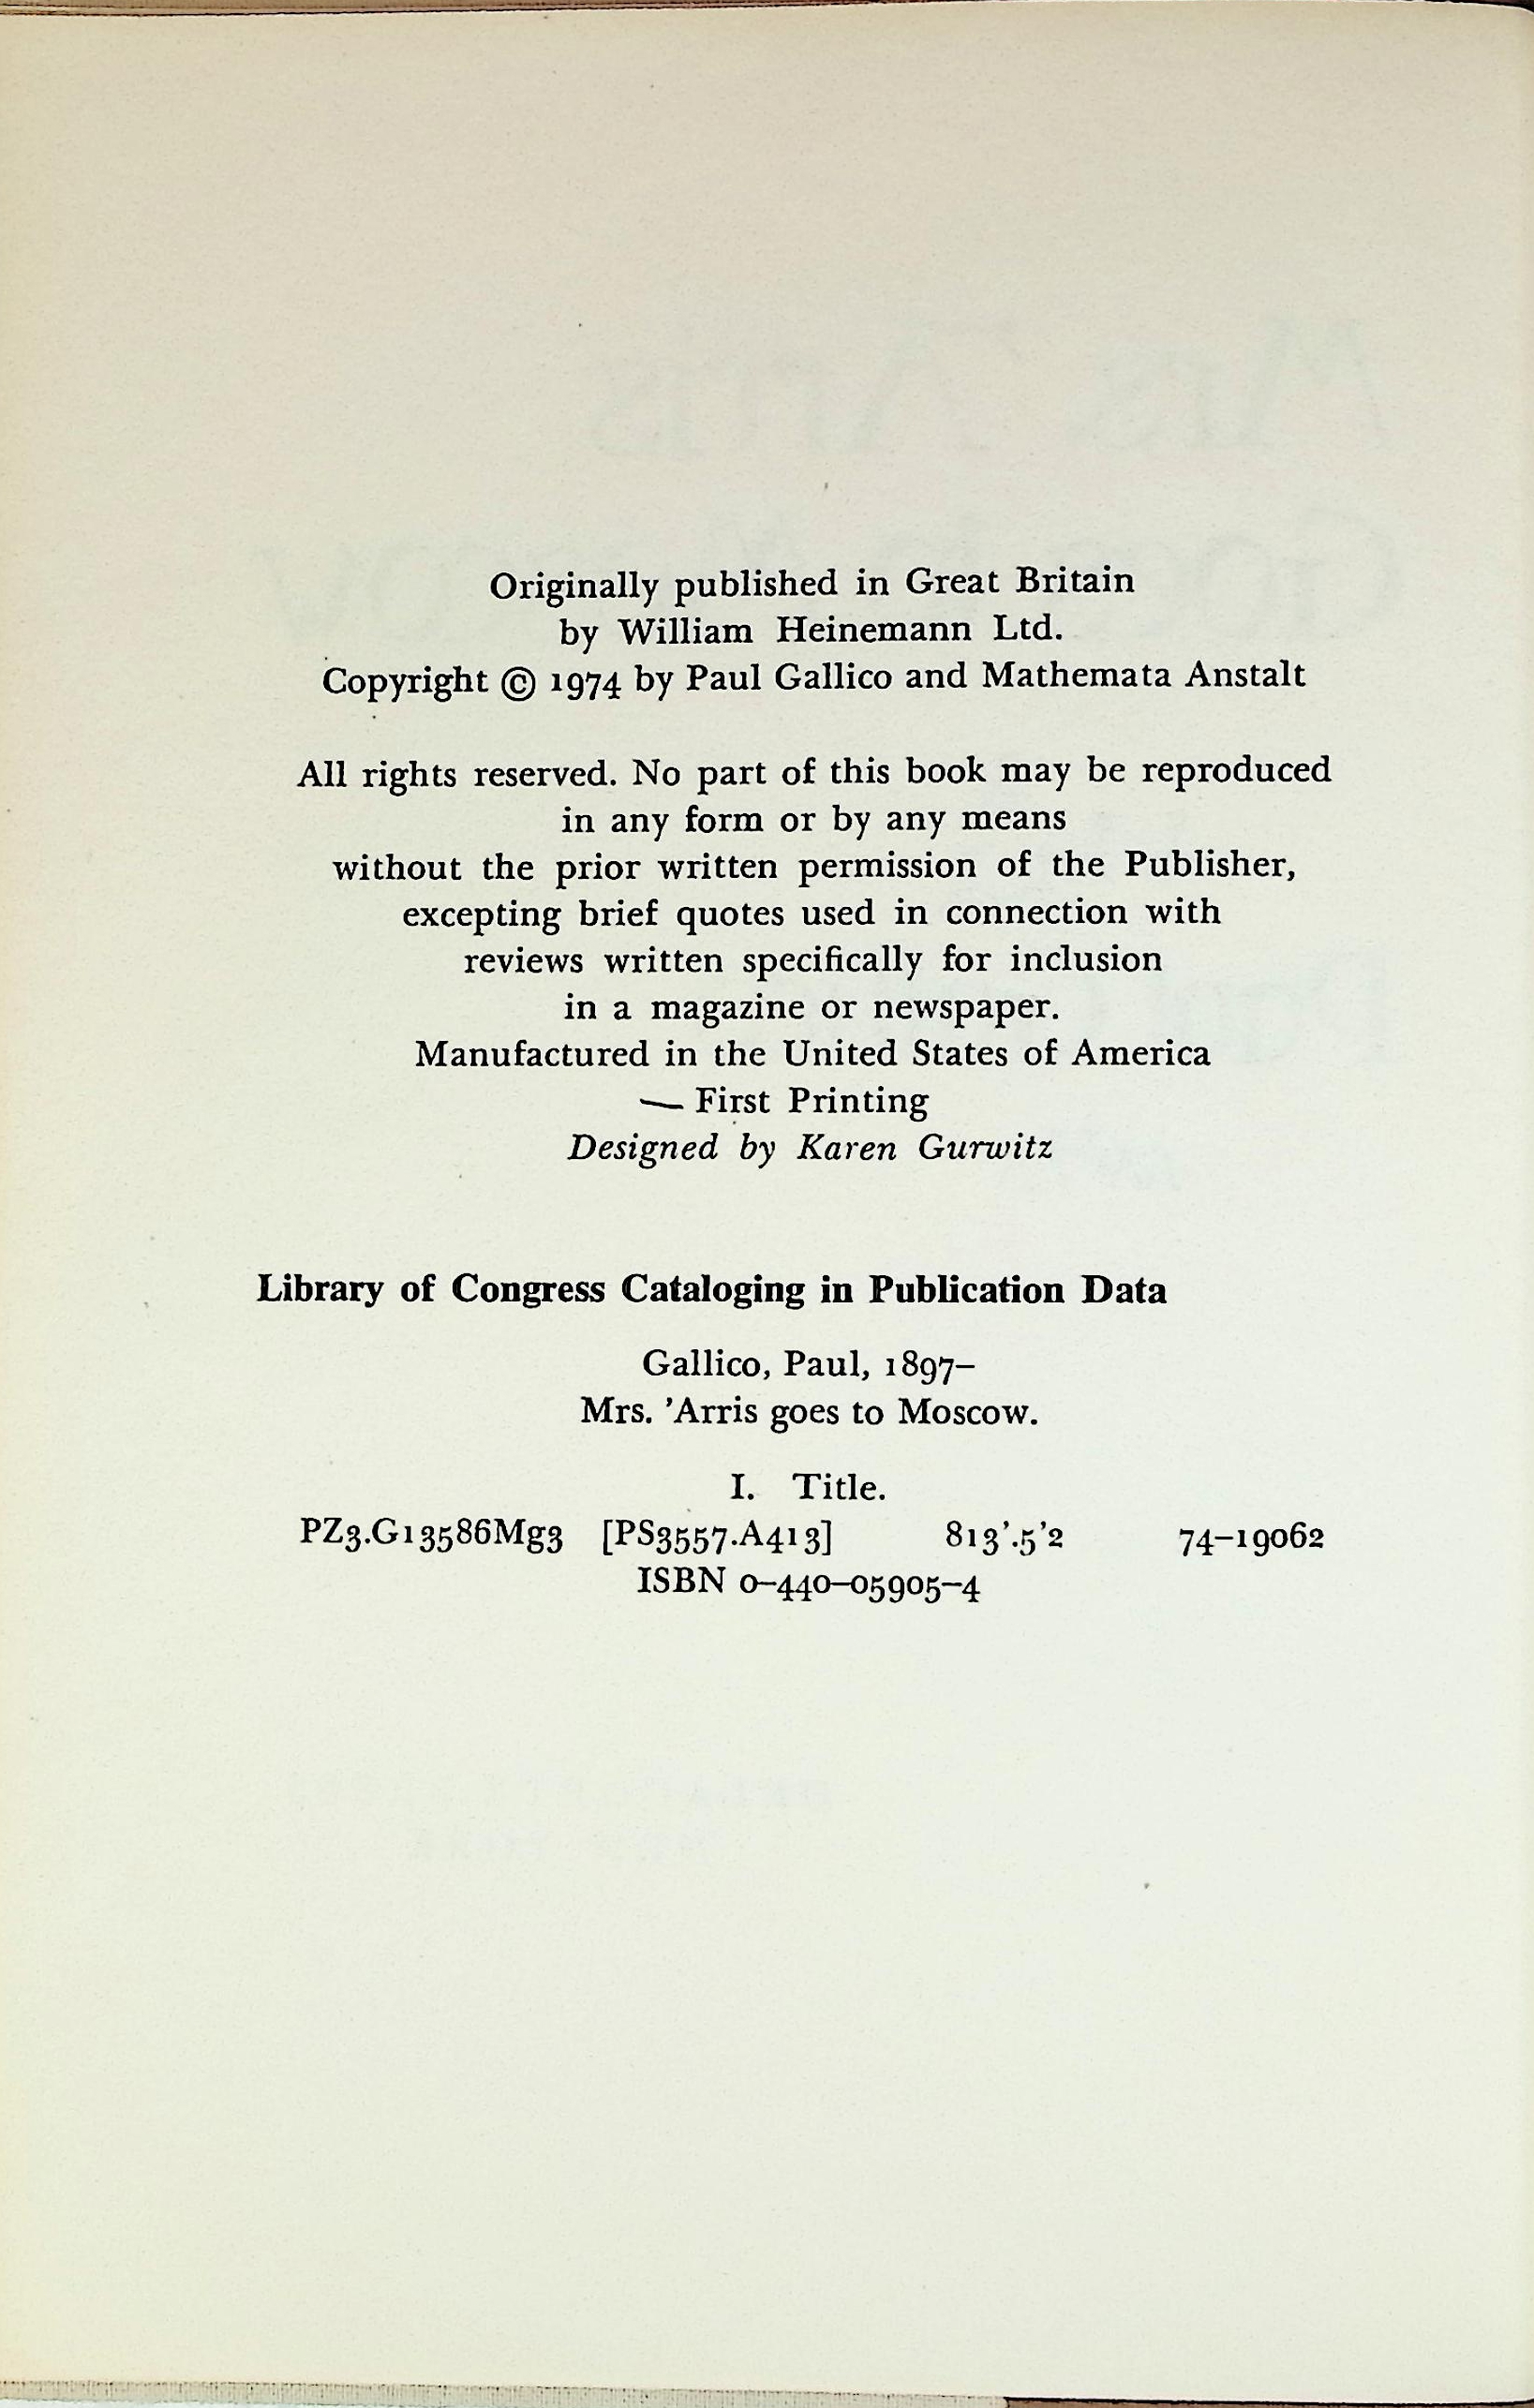 Originally published in Great Britain
by William Heinemann Ltd.
Copyright © 1974 by Paul Gallico and Mathemata Anstalt
All rights reserved. No part of this book may be reproduced
in any form or by any means
without the prior written permission of the Publisher,
excepting brief quotes used in connection with
reviews written specifically for inclusion
in a magazine or newspaper.
Manufactured in the United States of America
— First Printing
Designed by Karen Gurwitz
Library of Congress Cataloging in Publication Data
Gallico, Paul, 1897–
Mrs. ’Arris goes to Moscow.
I. Title.
PZ3.G13586Mg3 [PS3557.A413] 813’.5’2 74–19062
ISBN 0–440–05905–4